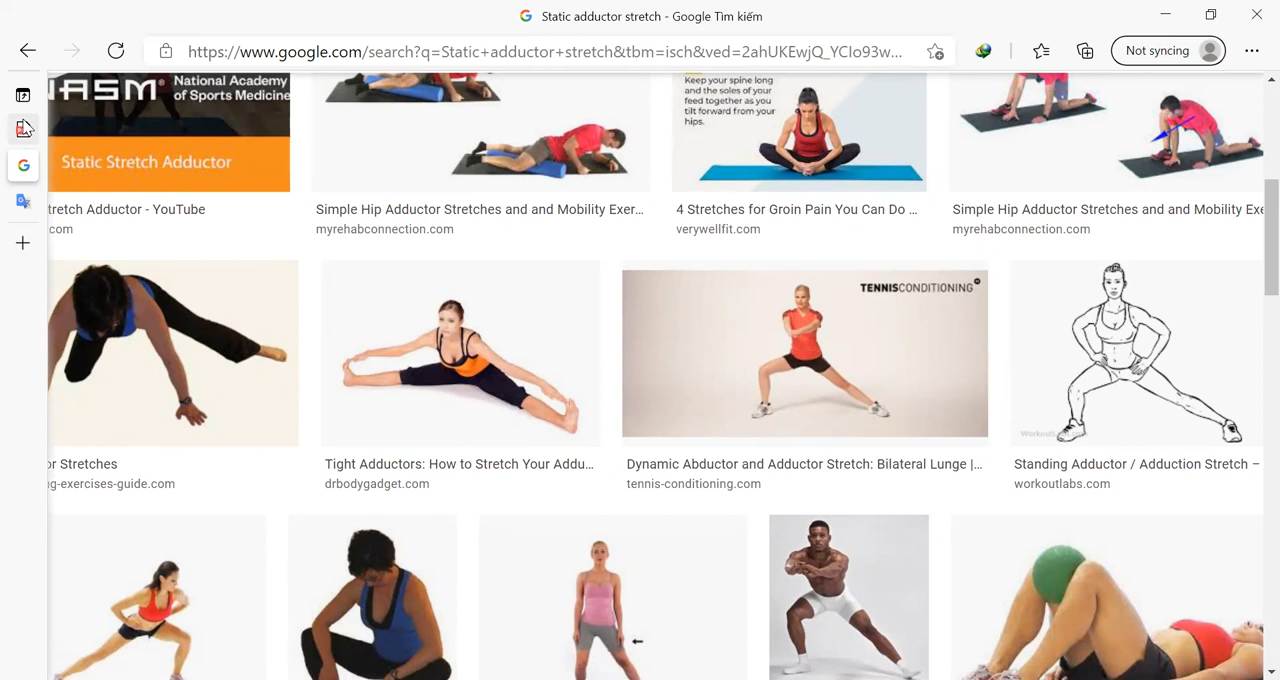 Static adductor stretch - Google Tìm kiếm
https://www.google.com/search?q=Static+adductor+stretch&tbm=isch&ved=2ahUKEwjQ_YCIo93w...
Not syncing
NASM® National Academy
of Sports Medicine
Static Stretch Adductor
Keep your spine long
and the soles of your
feed together as you
tilt forward from your
hips.
tretch Adductor - YouTube
com
Simple Hip Adductor Stretches and and Mobility Exer...
myrehabconnection.com
4 Stretches for Groin Pain You Can Do ...
verywellfit.com
Simple Hip Adductor Stretches and and Mobility Exe
myrehabconnection.com
TENNISCONDITIONING
or Stretches
g-exercises-guide.com
Tight Adductors: How to Stretch Your Addu...
drbodygadget.com
Dynamic Abductor and Adductor Stretch: Bilateral Lunge |...
tennis-conditioning.com
Standing Adductor / Adduction Stretch –
workoutlabs.com